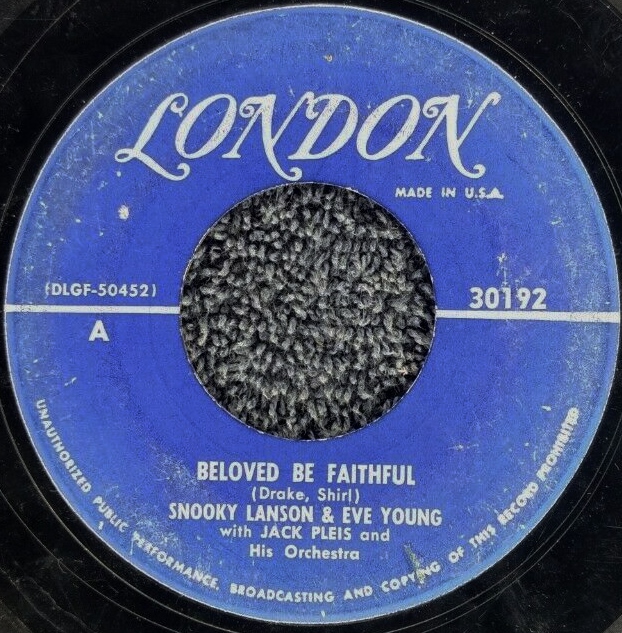 LONDON
MADE IN U.S.A.
(DLGF-50452)
30192
A
BELOVED BE FAITHFUL
(Drake, Shirl)
SNOOKY LANSON & EVE YOUNG
with JACK PLEIS and
His Orchestra
UNAUTHORIZED PUBLIC PERFORMANCE, BROADCASTING AND COPYING OF THIS RECORD PROHIBITED